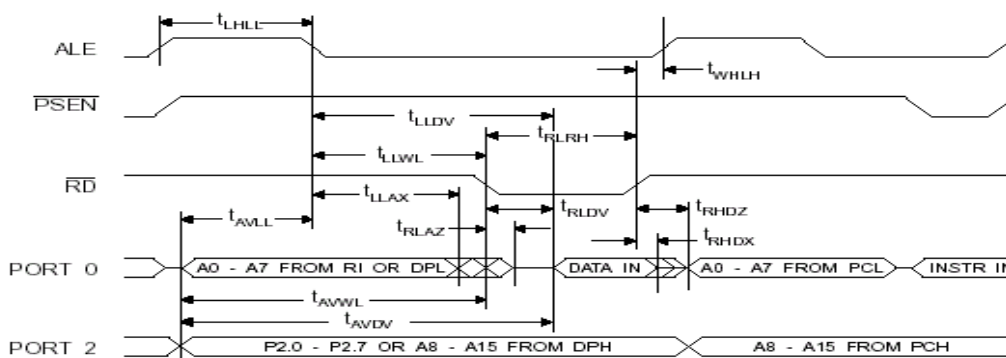 tLHLL
ALE
tWHLH
PSEN
tLLDV
tRLRH
tLLWL
RD
tLLAX
tRLDV
tRHDZ
tAVLL
tRLAZ
tRHDX
PORT 0
A0 - A7 FROM RI OR DPL
DATA IN
A0 - A7 FROM PCL
INSTR IN
tAVWL
tAVDV
PORT 2
P2.0 - P2.7 OR A8 - A15 FROM DPH
A8 - A15 FROM PCH